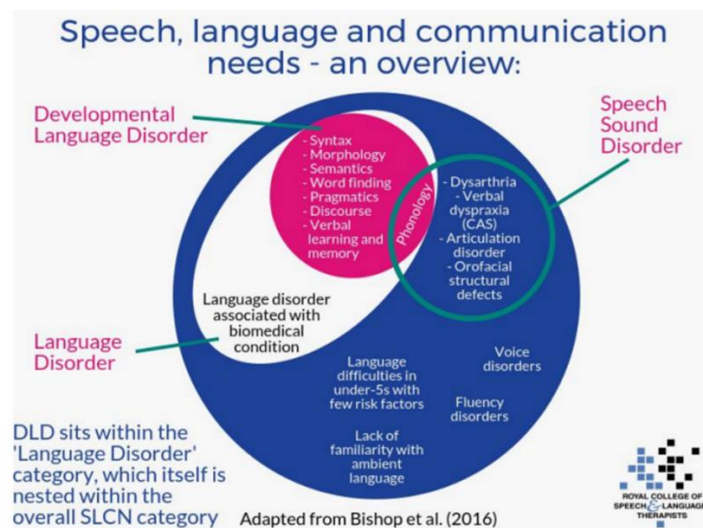 Speech, language and communication
needs - an overview:
Developmental
Language Disorder
Speech
Sound
Disorder
- Syntax
- Morphology
- Semantics
- Word finding
- Pragmatics
- Discourse
- Verbal
learning and
memory
Phonology
- Dysarthria
- Verbal
dyspraxia
(CAS)
- Articulation
disorder
- Orofacial
structural
defects
Language disorder
associated with
biomedical
condition
Language
Disorder
Language
difficulties in
under-5s with
few risk factors
Voice
disorders
Fluency
disorders
Lack of
familiarity with
ambient
language
DLD sits within the
'Language Disorder'
category, which itself is
nested within the
overall SLCN category
Adapted from Bishop et al. (2016)
ROYAL COLLEGE OF
SPEECH & LANGUAGE
THERAPISTS